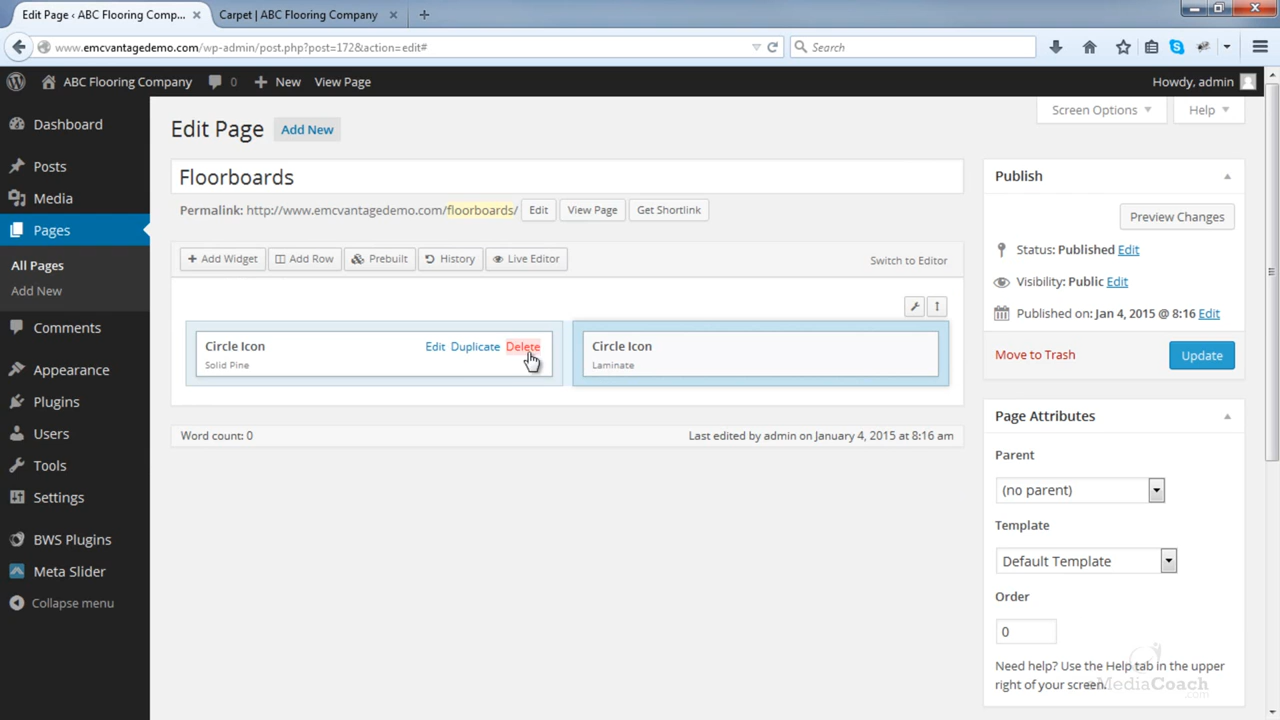 Edit Page ‹ ABC Flooring Comp...
Carpet | ABC Flooring Company
www.emcvantagedemo.com/wp-admin/post.php?post=172&action=edit#
Search
ABC Flooring Company
0
New
View Page
Howdy, admin
Screen Options
Help
Dashboard
Posts
Media
Pages
All Pages
Add New
Comments
Appearance
Plugins
Users
Tools
Settings
BWS Plugins
Meta Slider
Collapse menu
Edit Page
Add New
Floorboards
Permalink: http://www.emcvantagedemo.com/floorboards/
Edit
View Page
Get Shortlink
Add Widget
Add Row
Prebuilt
History
Live Editor
Switch to Editor
Circle Icon
Edit Duplicate Delete
Solid Pine
Circle Icon
Laminate
Word count: 0
Last edited by admin on January 4, 2015 at 8:16 am
Publish
Preview Changes
Status: Published Edit
Visibility: Public Edit
Published on: Jan 4, 2015 @ 8:16 Edit
Move to Trash
Update
Page Attributes
Parent
(no parent)
Template
Default Template
Order
0
Need help? Use the Help tab in the upper
right of your screen.
eMediaCoach
.com